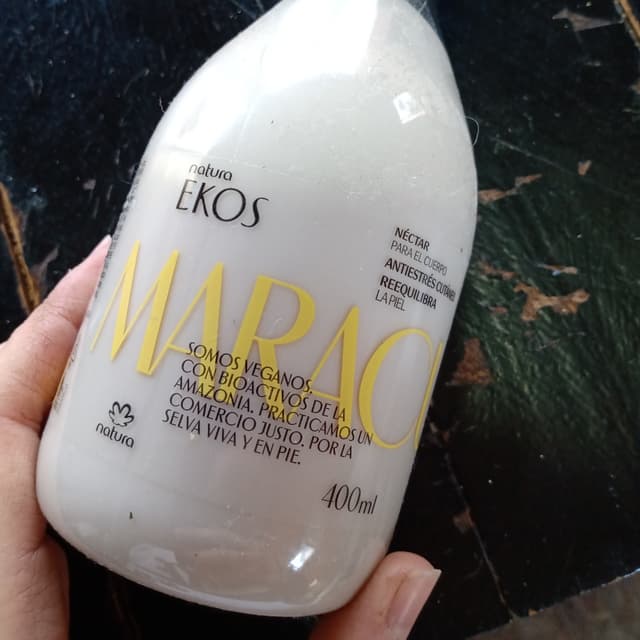 natura
EKOS
NÉCTAR
PARA EL CUERPO
ANTIESTRÉS CUTÁNEO
REEQUILIBRA
LA PIEL
MARACU
SOMOS VEGANOS
CON BIOACTIVOS DE LA
AMAZONIA. PRACTICAMOS UN
COMERCIO JUSTO. POR LA
SELVA VIVA Y EN PIE.
natura
400ml